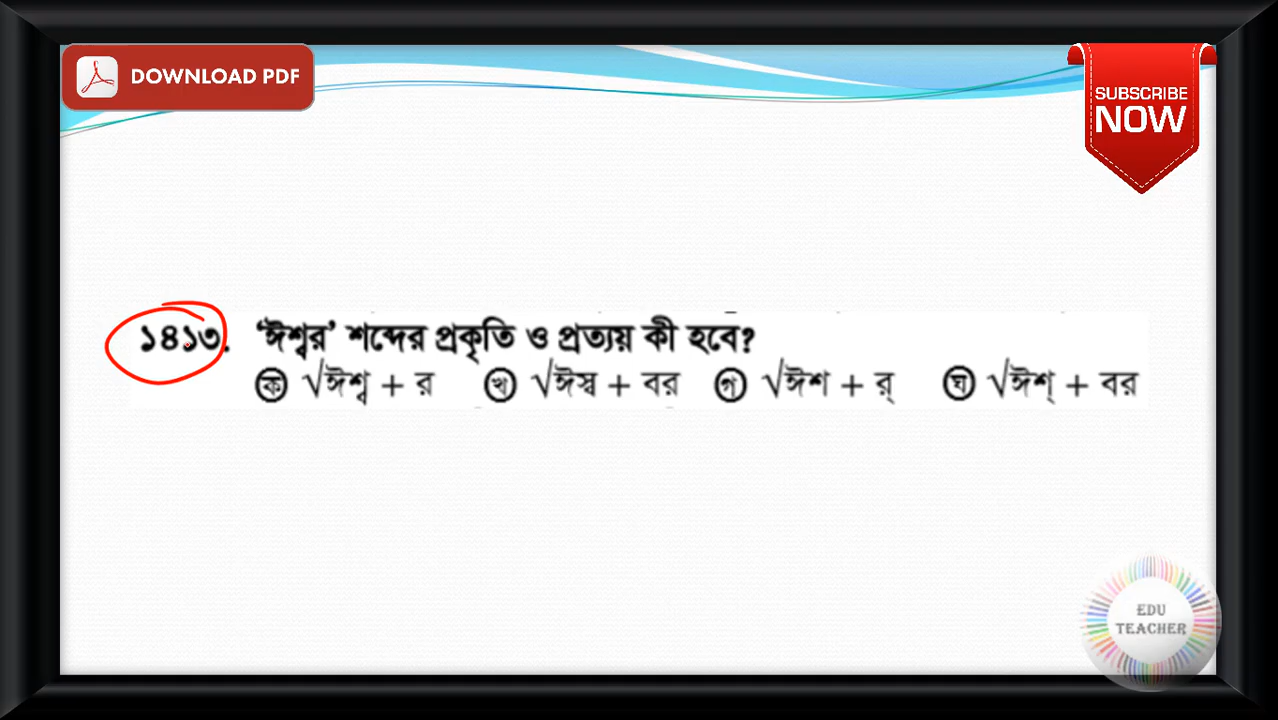 DOWNLOAD PDF
SUBSCRIBE
NOW
১৪১৩. ‘ঈশ্বর’ শব্দের প্রকৃতি ও প্রত্যয় কী হবে?
ক √ঈশ্ব + র খ √ঈস্ব + বর গ √ঈশ + র্ ঘ √ঈশ্ + বর
EDU
TEACHER